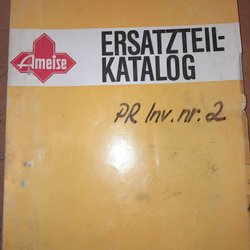 Ameise
ERSATZTEIL-
KATALOG
PR Inv. nr. 2